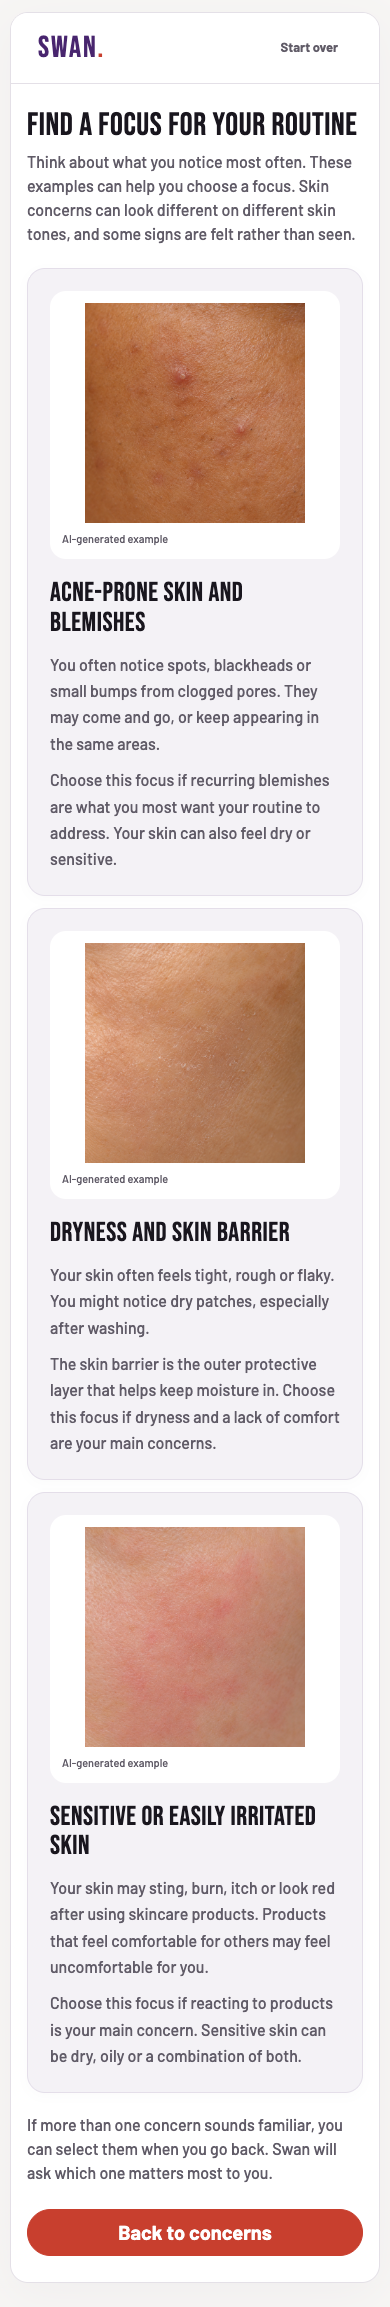 SWAN.
Start over
FIND A FOCUS FOR YOUR ROUTINE
Think about what you notice most often. These
examples can help you choose a focus. Skin
concerns can look different on different skin
tones, and some signs are felt rather than seen.
AI-generated example
ACNE-PRONE SKIN AND
BLEMISHES
You often notice spots, blackheads or
small bumps from clogged pores. They
may come and go, or keep appearing in
the same areas.
Choose this focus if recurring blemishes
are what you most want your routine to
address. Your skin can also feel dry or
sensitive.
AI-generated example
DRYNESS AND SKIN BARRIER
Your skin often feels tight, rough or flaky.
You might notice dry patches, especially
after washing.
The skin barrier is the outer protective
layer that helps keep moisture in. Choose
this focus if dryness and a lack of comfort
are your main concerns.
AI-generated example
SENSITIVE OR EASILY IRRITATED
SKIN
Your skin may sting, burn, itch or look red
after using skincare products. Products
that feel comfortable for others may feel
uncomfortable for you.
Choose this focus if reacting to products
is your main concern. Sensitive skin can
be dry, oily or a combination of both.
If more than one concern sounds familiar, you
can select them when you go back. Swan will
ask which one matters most to you.
Back to concerns